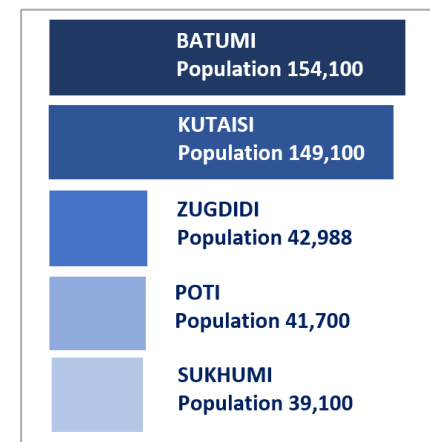 BATUMI
Population 154,100
KUTAISI
Population 149,100
ZUGDIDI
Population 42,988
POTI
Population 41,700
SUKHUMI
Population 39,100